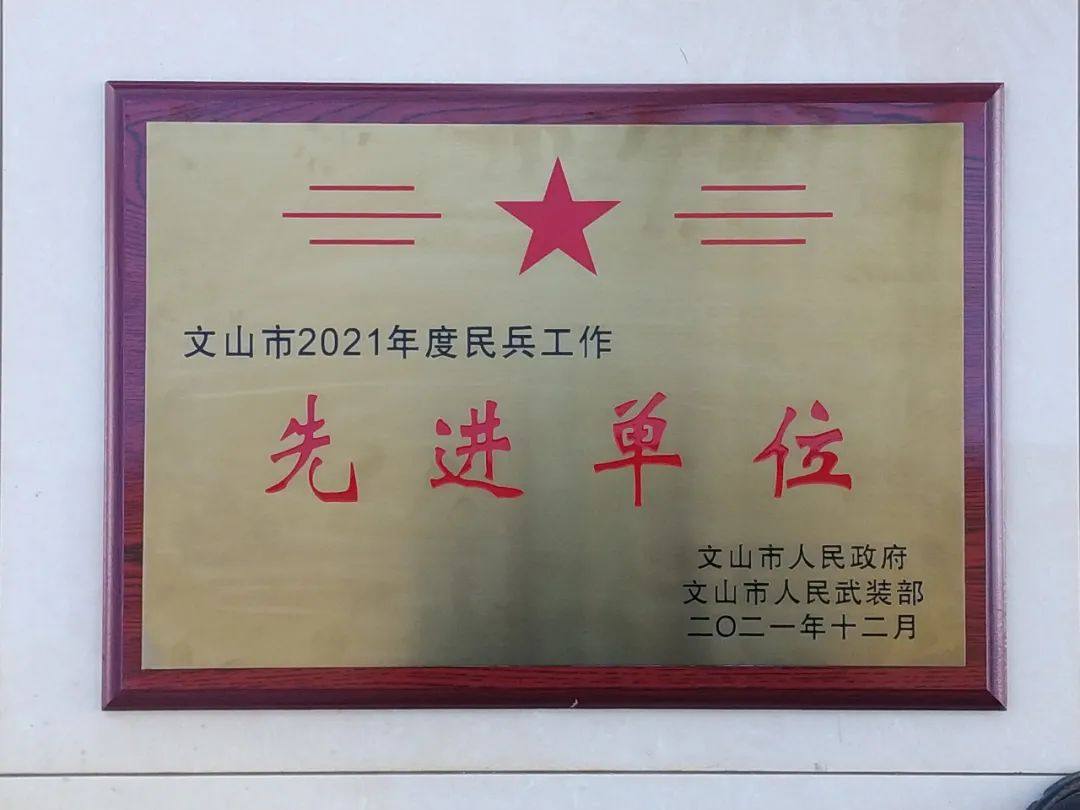 文山市2021年度民兵工作
先进单位
文山市人民政府
文山市人民武装部
二〇二一年十二月